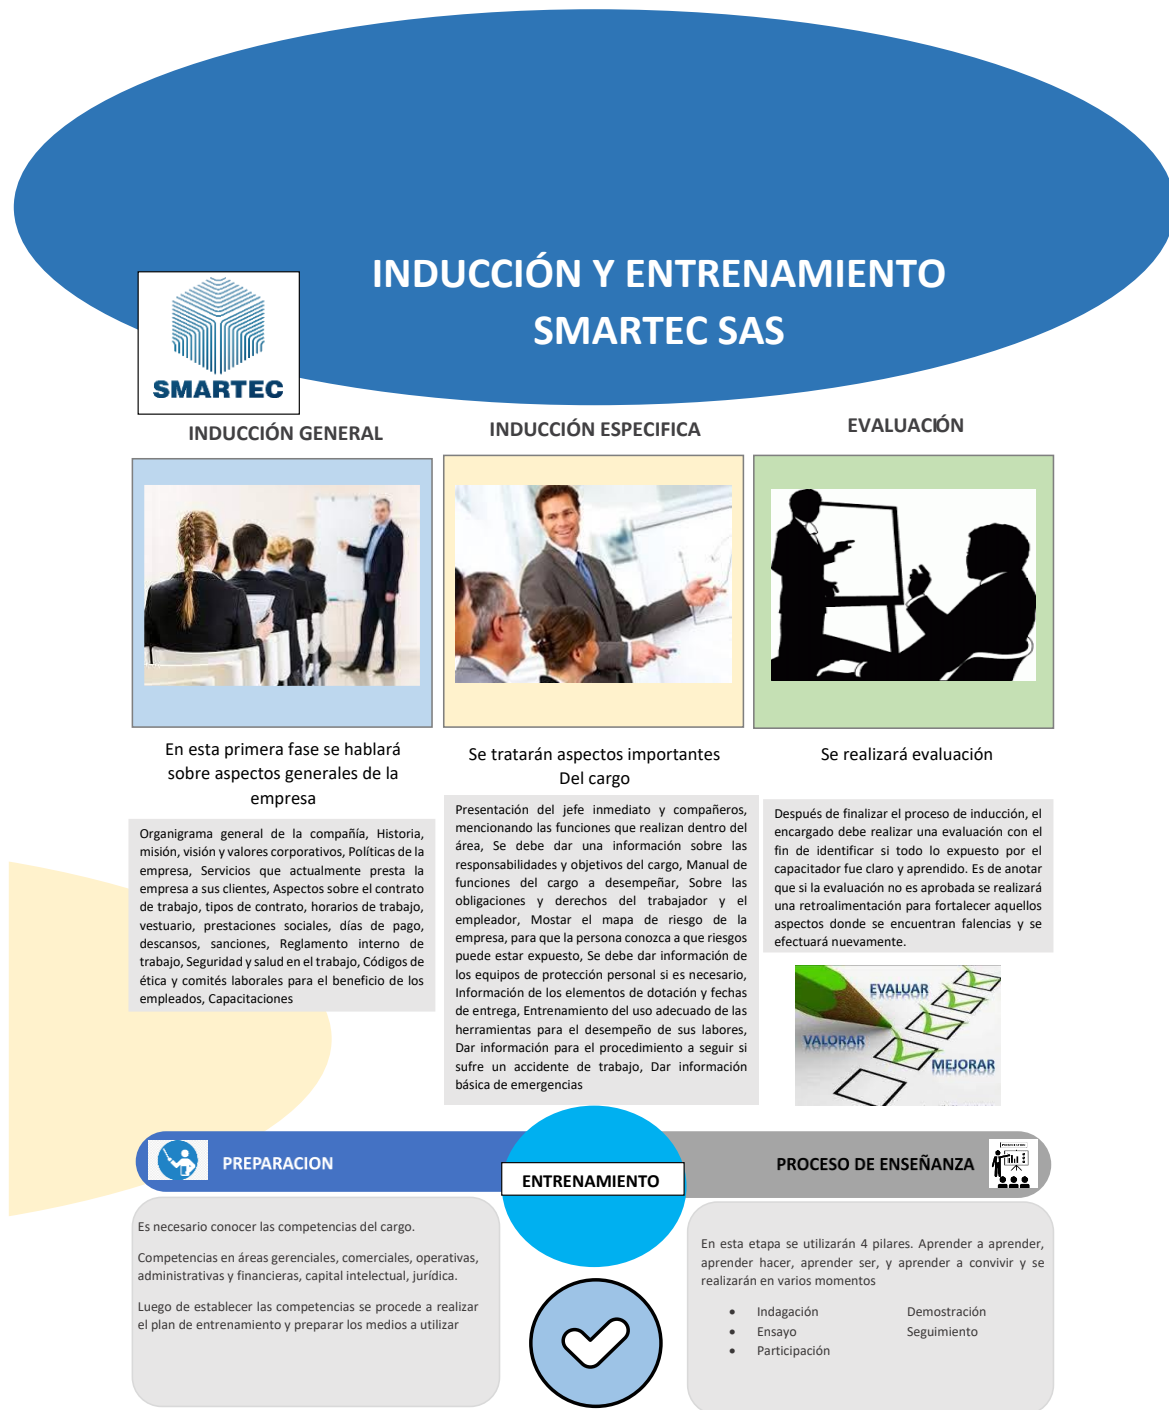 INDUCCIÓN Y ENTRENAMIENTO
SMARTEC SAS
SMARTEC
INDUCCIÓN GENERAL
En esta primera fase se hablará
sobre aspectos generales de la
empresa
Organigrama general de la compañía, Historia,
misión, visión y valores corporativos, Políticas de la
empresa, Servicios que actualmente presta la
empresa a sus clientes, Aspectos sobre el contrato
de trabajo, tipos de contrato, horarios de trabajo,
vestuario, prestaciones sociales, días de pago,
descansos, sanciones, Reglamento interno de
trabajo, Seguridad y salud en el trabajo, Códigos de
ética y comités laborales para el beneficio de los
empleados, Capacitaciones
INDUCCIÓN ESPECIFICA
Se tratarán aspectos importantes
Del cargo
Presentación del jefe inmediato y compañeros,
mencionando las funciones que realizan dentro del
área, Se debe dar una información sobre las
responsabilidades y objetivos del cargo, Manual de
funciones del cargo a desempeñar, Sobre las
obligaciones y derechos del trabajador y el
empleador, Mostar el mapa de riesgo de la
empresa, para que la persona conozca a que riesgos
puede estar expuesto, Se debe dar información de
los equipos de protección personal si es necesario,
Información de los elementos de dotación y fechas
de entrega, Entrenamiento del uso adecuado de las
herramientas para el desempeño de sus labores,
Dar información para el procedimiento a seguir si
sufre un accidente de trabajo, Dar información
básica de emergencias
EVALUACIÓN
Se realizará evaluación
Después de finalizar el proceso de inducción, el
encargado debe realizar una evaluación con el
fin de identificar si todo lo expuesto por el
capacitador fue claro y aprendido. Es de anotar
que si la evaluación no es aprobada se realizará
una retroalimentación para fortalecer aquellos
aspectos donde se encuentran falencias y se
efectuará nuevamente.
EVALUAR
VALORAR
MEJORAR
PREPARACION
ENTRENAMIENTO
PROCESO DE ENSEÑANZA
Es necesario conocer las competencias del cargo.
Competencias en áreas gerenciales, comerciales, operativas,
administrativas y financieras, capital intelectual, jurídica.
Luego de establecer las competencias se procede a realizar
el plan de entrenamiento y preparar los medios a utilizar
En esta etapa se utilizarán 4 pilares. Aprender a aprender,
aprender hacer, aprender ser, y aprender a convivir y se
realizarán en varios momentos
• Indagación Demostración
• Ensayo Seguimiento
• Participación